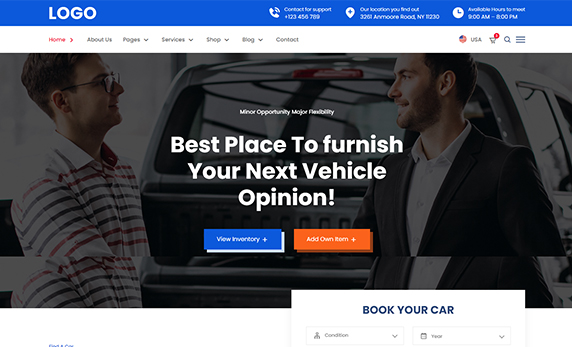 LOGO
Contact for support
+123 456 789
Our location you find out
3261 Anmoore Road, NY 11230
Available Hours to meet
9:00 AM - 8:00 PM
Home About Us Pages Services Shop Blog Contact
USA
Minor Opportunity Major Flexibility
Best Place To furnish
Your Next Vehicle
Opinion!
View Inventory + Add Own Item +
BOOK YOUR CAR
Condition Year
Find A Car